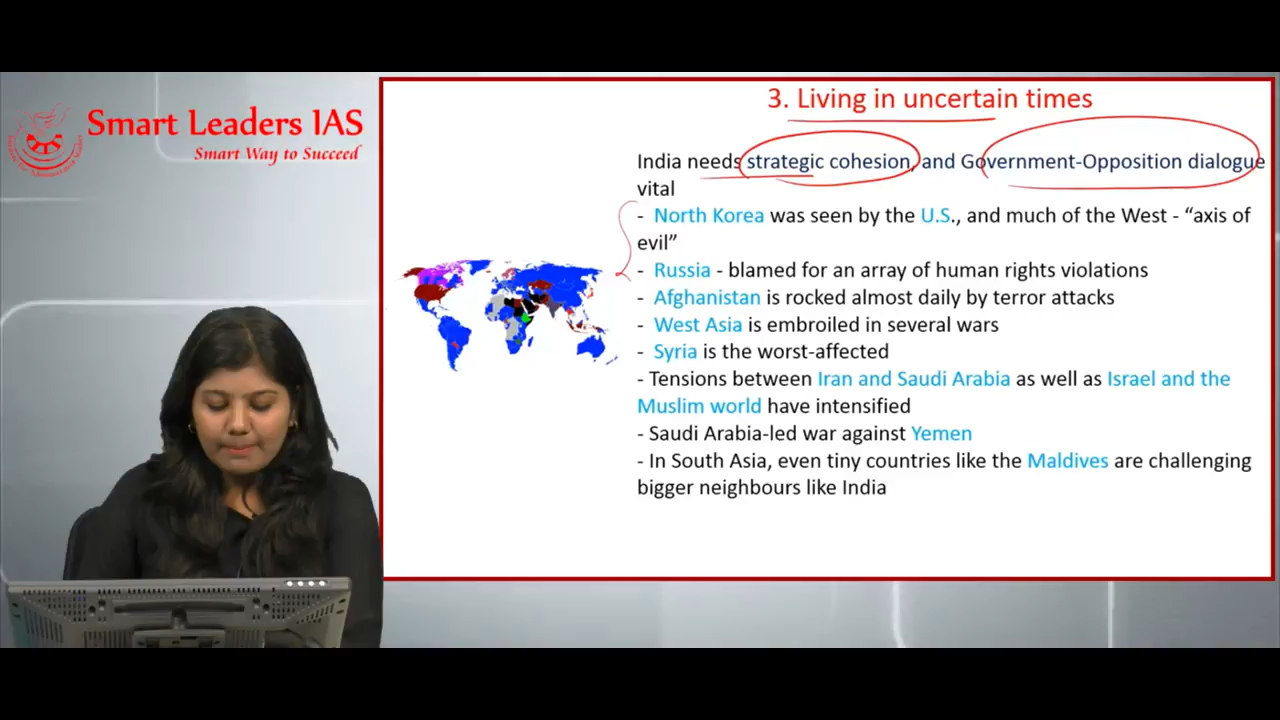 Smart Leaders IAS
Smart Way to Succeed
3. Living in uncertain times
India needs strategic cohesion, and Government-Opposition dialogue
vital
- North Korea was seen by the U.S., and much of the West - “axis of
evil”
- Russia - blamed for an array of human rights violations
- Afghanistan is rocked almost daily by terror attacks
- West Asia is embroiled in several wars
- Syria is the worst-affected
- Tensions between Iran and Saudi Arabia as well as Israel and the
Muslim world have intensified
- Saudi Arabia-led war against Yemen
- In South Asia, even tiny countries like the Maldives are challenging
bigger neighbours like India